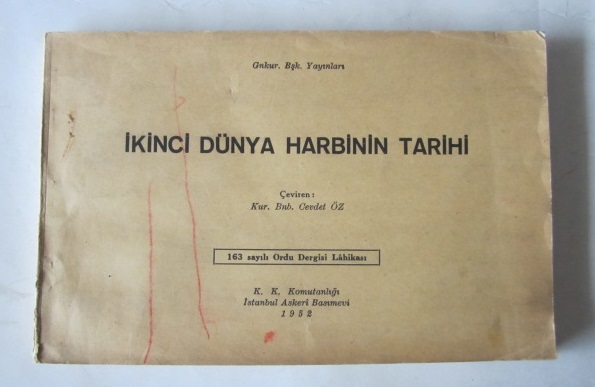 Gnkur. Bşk. Yayınları
İKİNCİ DÜNYA HARBİNİN TARİHİ
Çeviren :
Kur. Bnb. Cevdet ÖZ
163 sayılı Ordu Dergisi Lâhikası
K. K. Komutanlığı
İstanbul Askeri Basımevi
1952